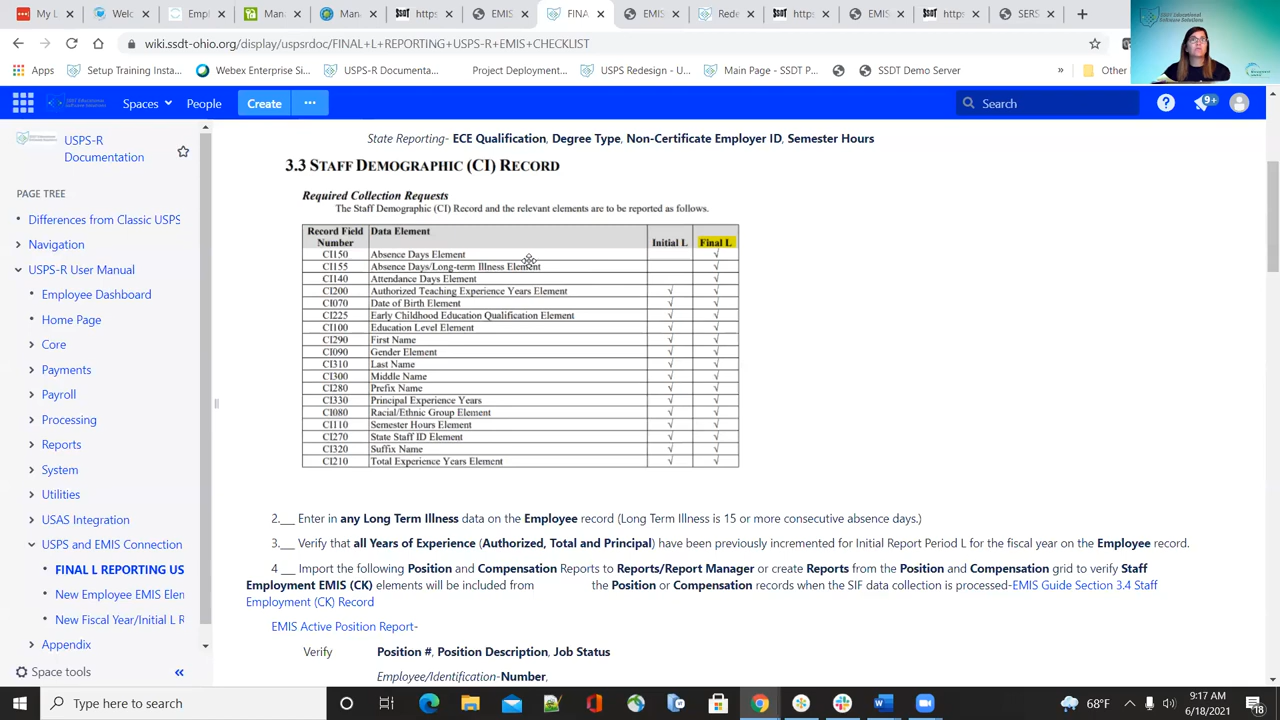 My L
Welc
Empl
Man
Mana
SSDT
https
SSDT
EMIS
FINA
EMIS
Rede
SSDT
https
EMIS
SSDT
https
SERS
wiki.ssdt-ohio.org/display/uspsrdoc/FINAL+L+REPORTING+USPS-R+EMIS+CHECKLIST
Apps
Setup Training Insta...
Webex Enterprise Si...
USPS-R Documenta...
Project Deployment...
USPS Redesign - U...
Main Page - SSDT P...
SSDT Demo Server
»
Other
Spaces
People
Create
Search
9+
USPS-R
Documentation
PAGE TREE
Differences from Classic USPS
Navigation
USPS-R User Manual
Employee Dashboard
Home Page
Core
Payments
Payroll
Processing
Reports
System
Utilities
USAS Integration
USPS and EMIS Connection
FINAL L REPORTING US
New Employee EMIS Elen
New Fiscal Year/Initial L R
Appendix
Space tools
State Reporting- ECE Qualification, Degree Type, Non-Certificate Employer ID, Semester Hours
3.3 STAFF DEMOGRAPHIC (CI) RECORD
Required Collection Requests
The Staff Demographic (CI) Record and the relevant elements are to be reported as follows.
Record Field Number Data Element Initial L Final L
CI150 Absence Days Element √
CI155 Absence Days/Long-term Illness Element √
CI140 Attendance Days Element √
CI200 Authorized Teaching Experience Years Element √ √
CI070 Date of Birth Element √ √
CI225 Early Childhood Education Qualification Element √ √
CI100 Education Level Element √ √
CI290 First Name √ √
CI090 Gender Element √ √
CI310 Last Name √ √
CI300 Middle Name √ √
CI280 Prefix Name √ √
CI330 Principal Experience Years √ √
CI080 Racial/Ethnic Group Element √ √
CI110 Semester Hours Element √ √
CI270 State Staff ID Element √ √
CI320 Suffix Name √ √
CI210 Total Experience Years Element √ √
2.__ Enter in any Long Term Illness data on the Employee record (Long Term Illness is 15 or more consecutive absence days.)
3.__ Verify that all Years of Experience (Authorized, Total and Principal) have been previously incremented for Initial Report Period L for the fiscal year on the Employee record.
4 __ Import the following Position and Compensation Reports to Reports/Report Manager or create Reports from the Position and Compensation grid to verify Staff
Employment EMIS (CK) elements will be included from the Position or Compensation records when the SIF data collection is processed-EMIS Guide Section 3.4 Staff
Employment (CK) Record
EMIS Active Position Report-
Verify Position #, Position Description, Job Status
Employee/Identification-Number,
Type here to search
68°F
9:17 AM
6/18/2021
18